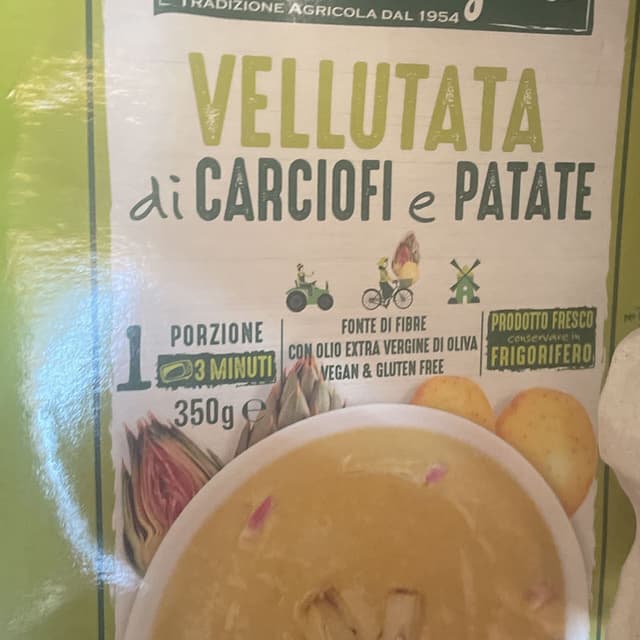 TRADIZIONE AGRICOLA DAL 1954
VELLUTATA
di CARCIOFI e PATATE
1 PORZIONE
3 MINUTI
350g e
FONTE DI FIBRE
CON OLIO EXTRA VERGINE DI OLIVA
VEGAN & GLUTEN FREE
PRODOTTO FRESCO
conservare in
FRIGORIFERO